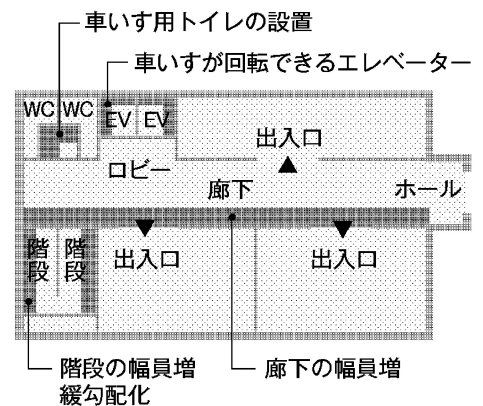 車いす用トイレの設置
車いすが回転できるエレベーター
WC WC
EV EV
出入口
ロビー
廊下
ホール
階段
階段
出入口
出入口
階段の幅員増
緩勾配化
廊下の幅員増